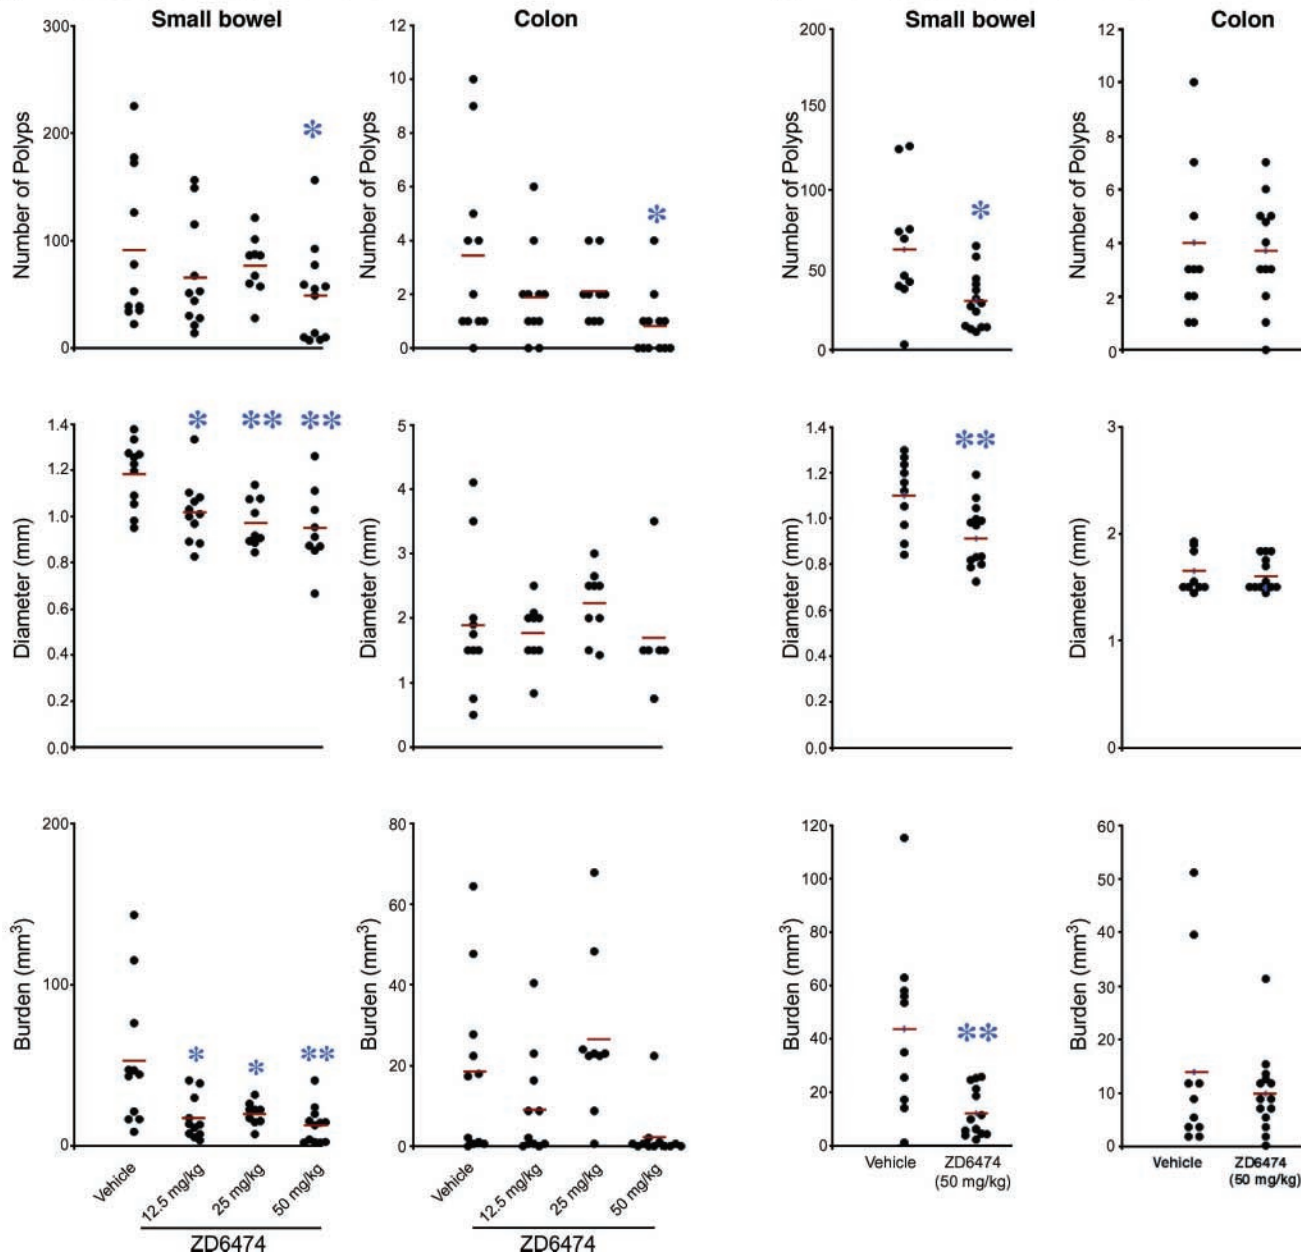 Small bowel
Colon
Small bowel
Colon
Number of Polyps
300
200
100
0
*
Number of Polyps
12
10
8
6
4
2
0
*
Number of Polyps
200
150
100
50
0
*
Number of Polyps
12
10
8
6
4
2
0
Diameter (mm)
1.4
1.2
1.0
0.8
0.6
0.4
0.2
0.0
*
**
**
Diameter (mm)
5
4
3
2
1
0
Diameter (mm)
1.4
1.2
1.0
0.8
0.6
0.4
0.2
0.0
**
Diameter (mm)
3
2
1
0
Burden (mm³)
200
100
0
*
*
**
Vehicle
12.5 mg/kg
25 mg/kg
50 mg/kg
ZD6474
Burden (mm³)
80
60
40
20
0
Vehicle
12.5 mg/kg
25 mg/kg
50 mg/kg
ZD6474
Burden (mm³)
120
100
80
60
40
20
0
**
Vehicle
ZD6474
(50 mg/kg)
Burden (mm³)
60
50
40
30
20
10
0
Vehicle
ZD6474
(50 mg/kg)